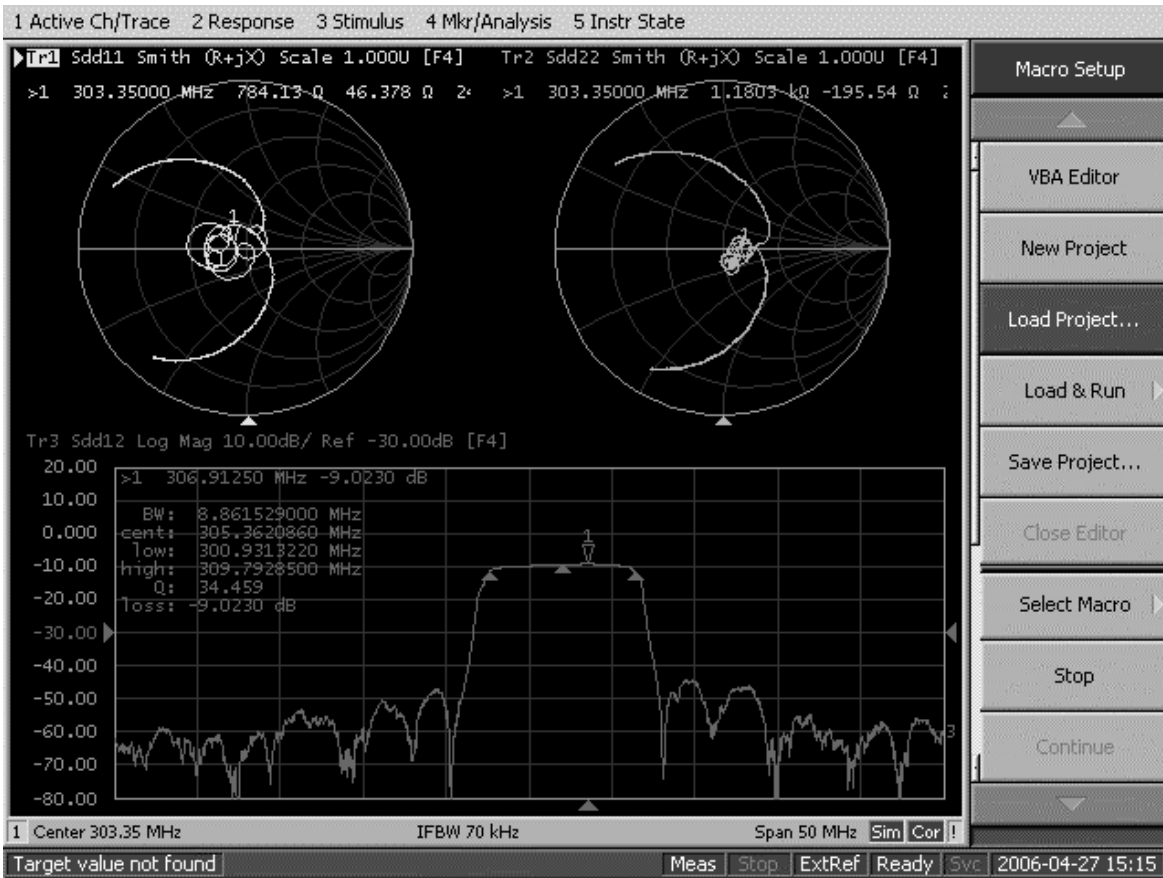 1 Active Ch/Trace 2 Response 3 Stimulus 4 Mkr/Analysis 5 Instr State
Tr1 Sdd11 Smith (R+jX) Scale 1.000U [F4]
>1 303.35000 MHz 784.13 Ω 46.378 Ω
Tr2 Sdd22 Smith (R+jX) Scale 1.000U [F4]
>1 303.35000 MHz 1.1803 kΩ -195.54 Ω
1
Tr3 Sdd12 Log Mag 10.00dB/ Ref -30.00dB [F4]
20.00
10.00
0.000
-10.00
-20.00
-30.00
-40.00
-50.00
-60.00
-70.00
-80.00
>1 306.91250 MHz -9.0230 dB
BW: 8.861529000 MHz
cent: 305.3620860 MHz
low: 300.9313220 MHz
high: 309.7928500 MHz
Q: 34.459
loss: -9.0230 dB
1
3
1 Center 303.35 MHz IFBW 70 kHz Span 50 MHz Sim Cor !
Target value not found Meas Stop ExtRef Ready Svc 2006-04-27 15:15
Macro Setup
VBA Editor
New Project
Load Project...
Load & Run
Save Project...
Close Editor
Select Macro
Stop
Continue